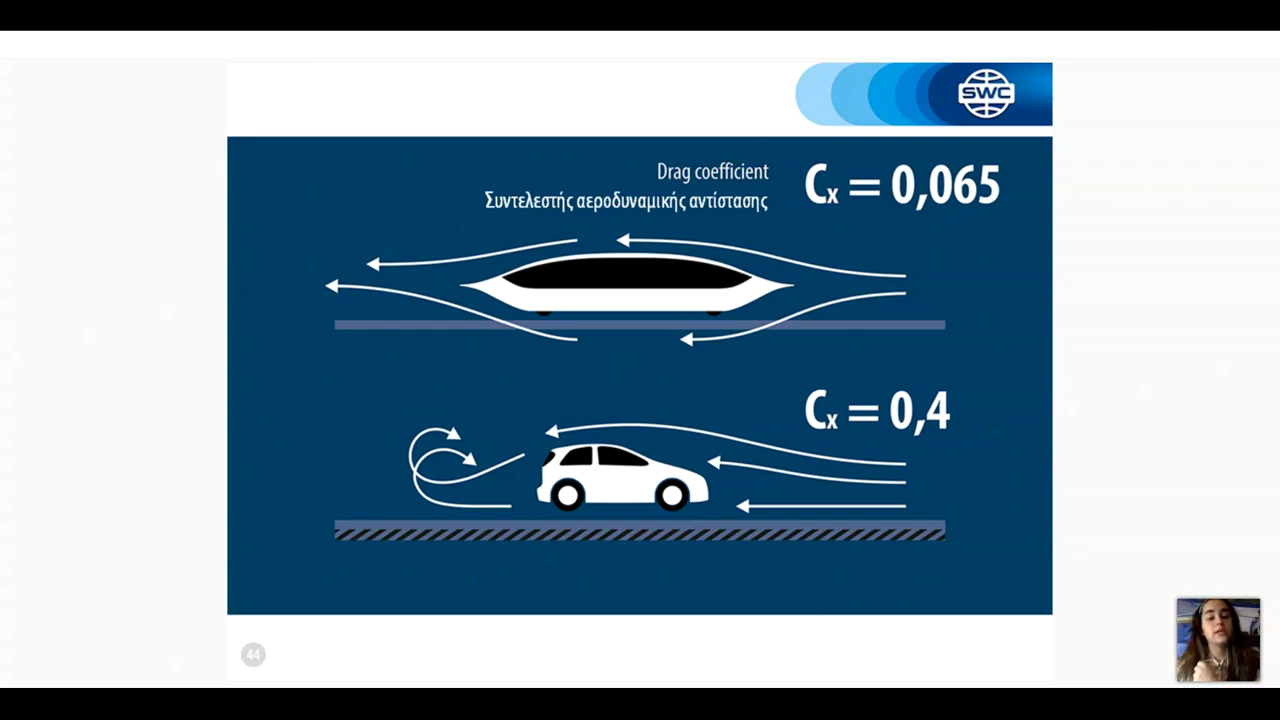 SWC
Drag coefficient
Συντελεστής αεροδυναμικής αντίστασης
Cx = 0,065
Cx = 0,4
44